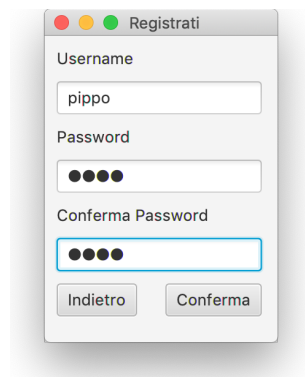 Registrati
Username
pippo
Password
●●●●
Conferma Password
●●●●
Indietro Conferma